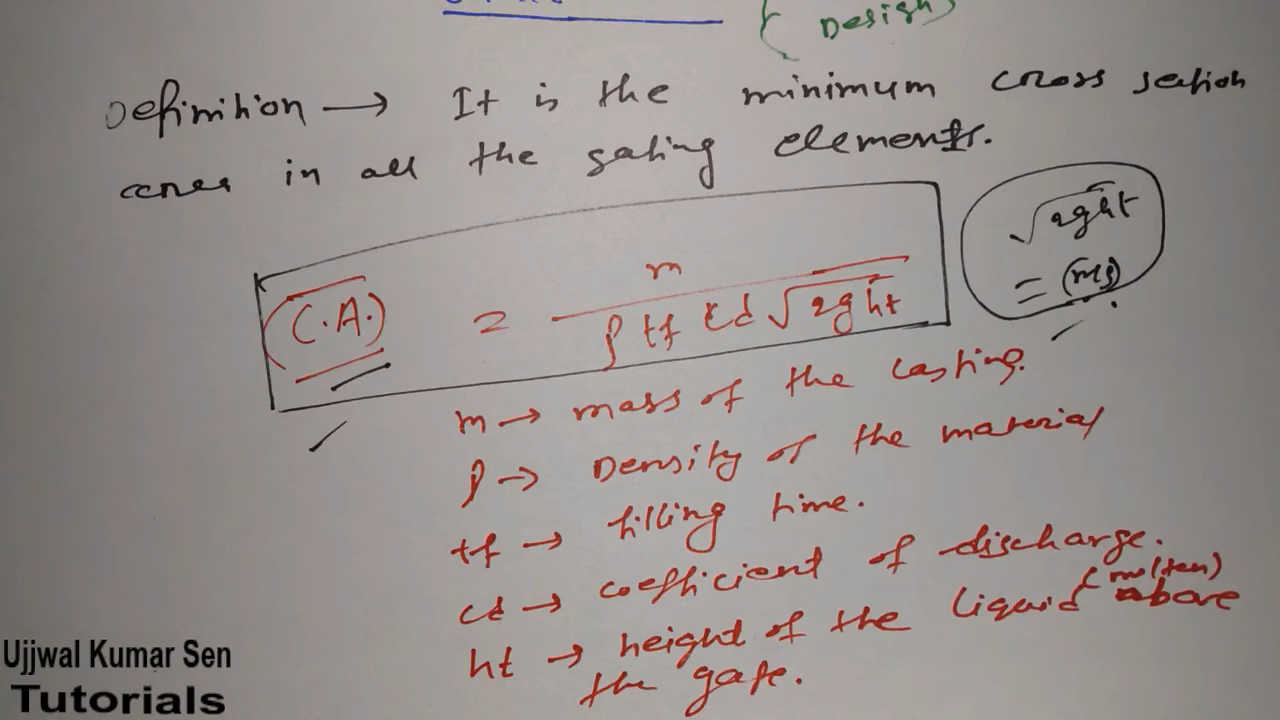 Design)
Definition → It is the minimum cross section
area in all the gating elements.
(C.A.) = m / ρ tf cd √2ght
√2ght
= (m/s)
m → mass of the casting.
ρ → Density of the material
tf → filling time.
cd → coefficient of discharge.
ht → height of the liquid (molten) above
the gate.
Ujjwal Kumar Sen
Tutorials